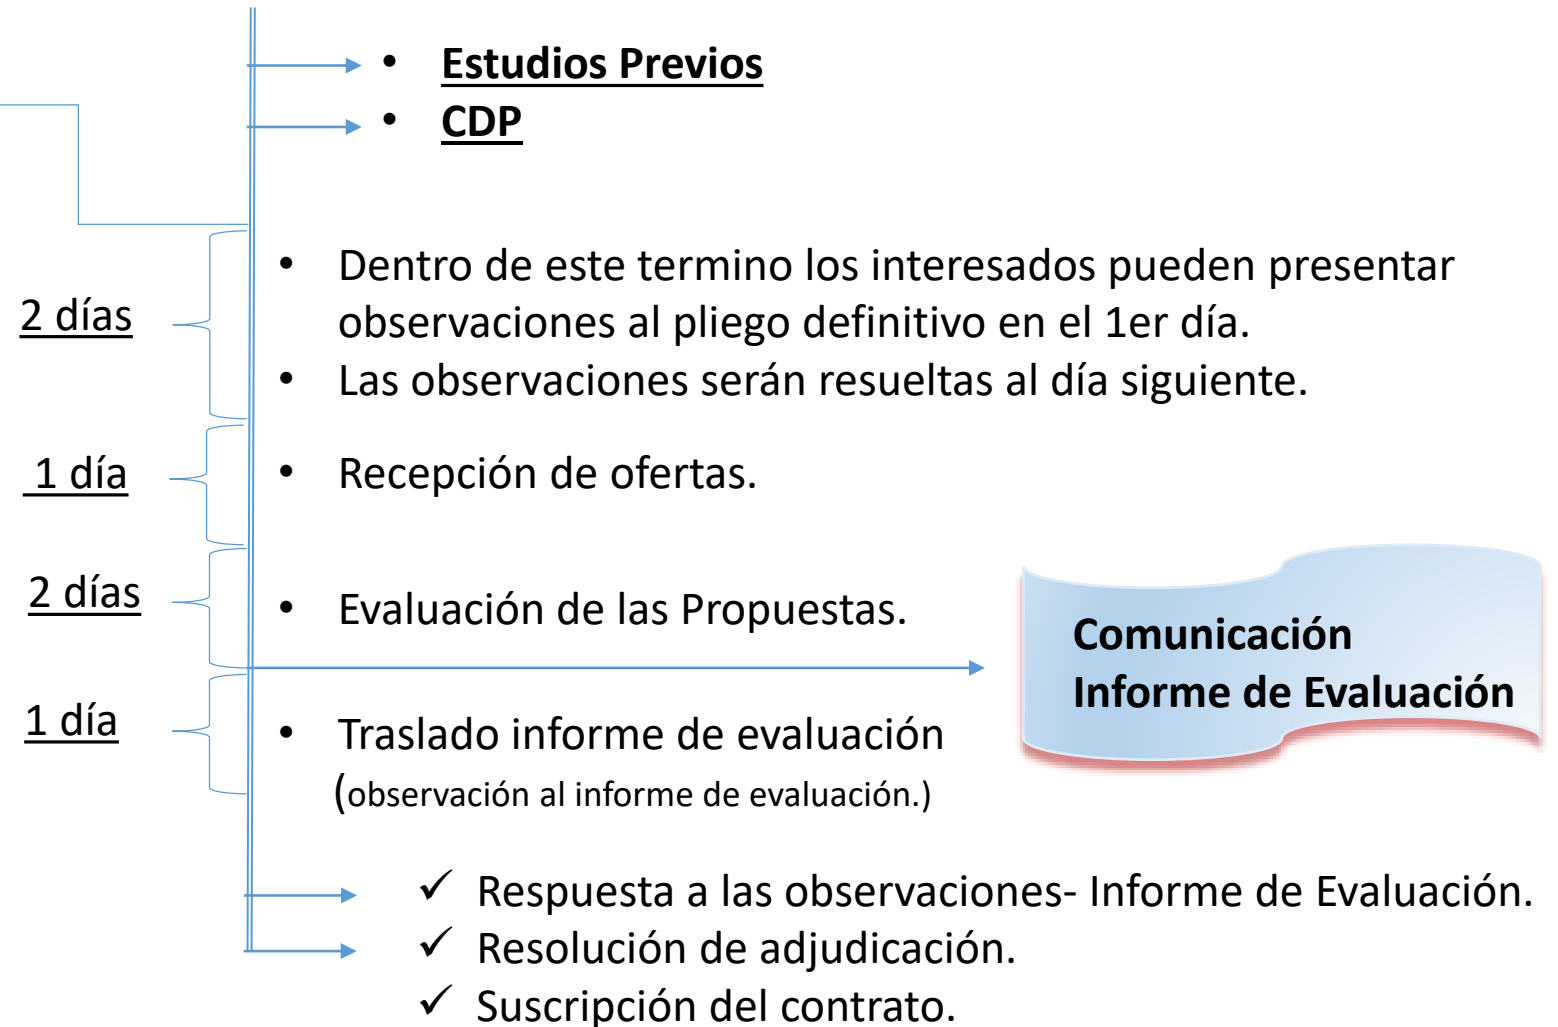 • Estudios Previos
• CDP
2 días
• Dentro de este termino los interesados pueden presentar
observaciones al pliego definitivo en el 1er día.
• Las observaciones serán resueltas al día siguiente.
1 día
• Recepción de ofertas.
2 días
• Evaluación de las Propuestas.
Comunicación
Informe de Evaluación
1 día
• Traslado informe de evaluación
(observación al informe de evaluación.)
✓ Respuesta a las observaciones- Informe de Evaluación.
✓ Resolución de adjudicación.
✓ Suscripción del contrato.